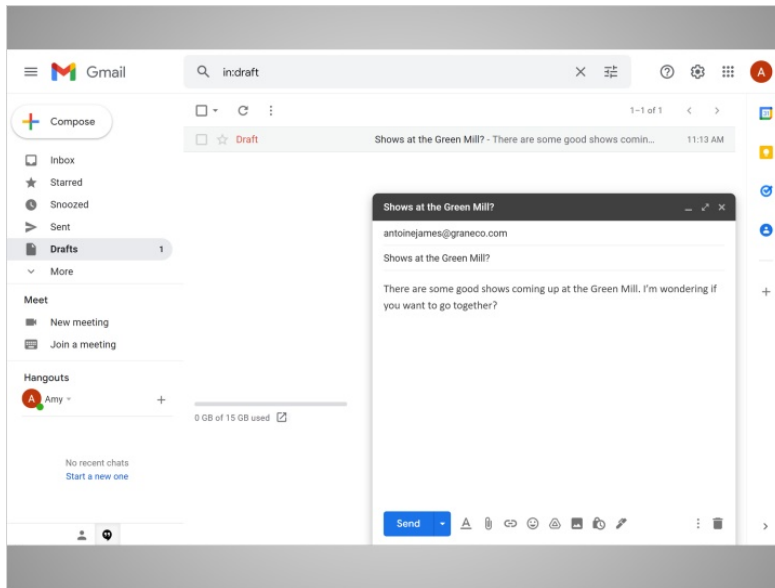 Gmail
in:draft
A
Compose
1–1 of 1
Draft
Shows at the Green Mill? - There are some good shows comin...
11:13 AM
Inbox
Starred
Snoozed
Sent
Drafts
1
More
Meet
New meeting
Join a meeting
Hangouts
A
Amy
No recent chats
Start a new one
0 GB of 15 GB used
Shows at the Green Mill?
antoinejames@graneco.com
Shows at the Green Mill?
There are some good shows coming up at the Green Mill. I'm wondering if
you want to go together?
Send
A